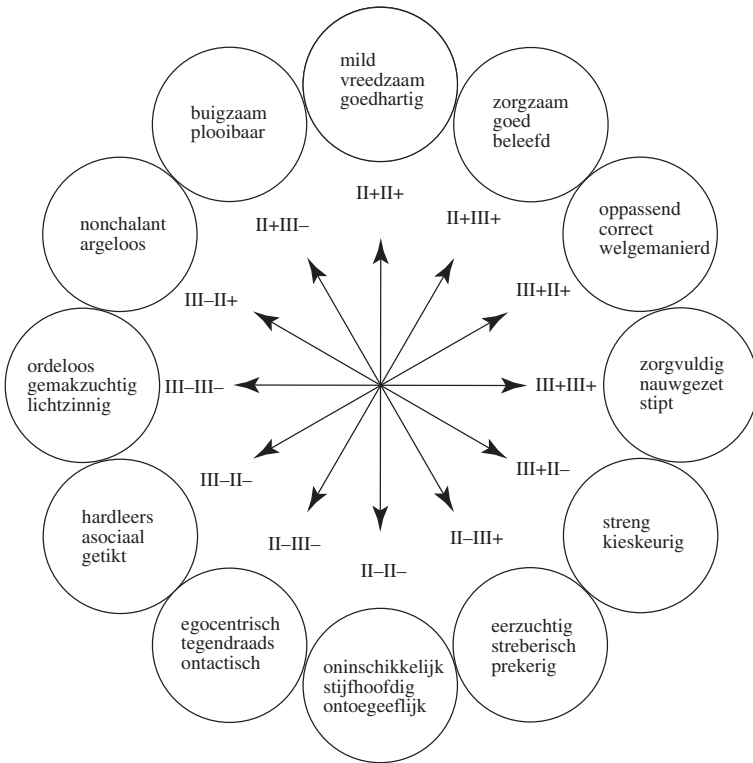 mild
vreedzaam
goedhartig
buigzaam
plooibaar
zorgzaam
goed
beleefd
II+II+
II+III–
II+III+
nonchalant
argeloos
oppassend
correct
welgemanierd
III–II+
III+II+
ordeloos
gemakzuchtig
lichtzinnig
III–III–
III+III+
zorgvuldig
nauwgezet
stipt
III–II–
III+II–
hardleers
asociaal
getikt
streng
kieskeurig
II–III–
II–III+
II–II–
egocentrisch
tegendraads
ontactisch
oninschikkelijk
stijfhoofdig
ontoegeeflijk
eerzuchtig
streberisch
prekerig